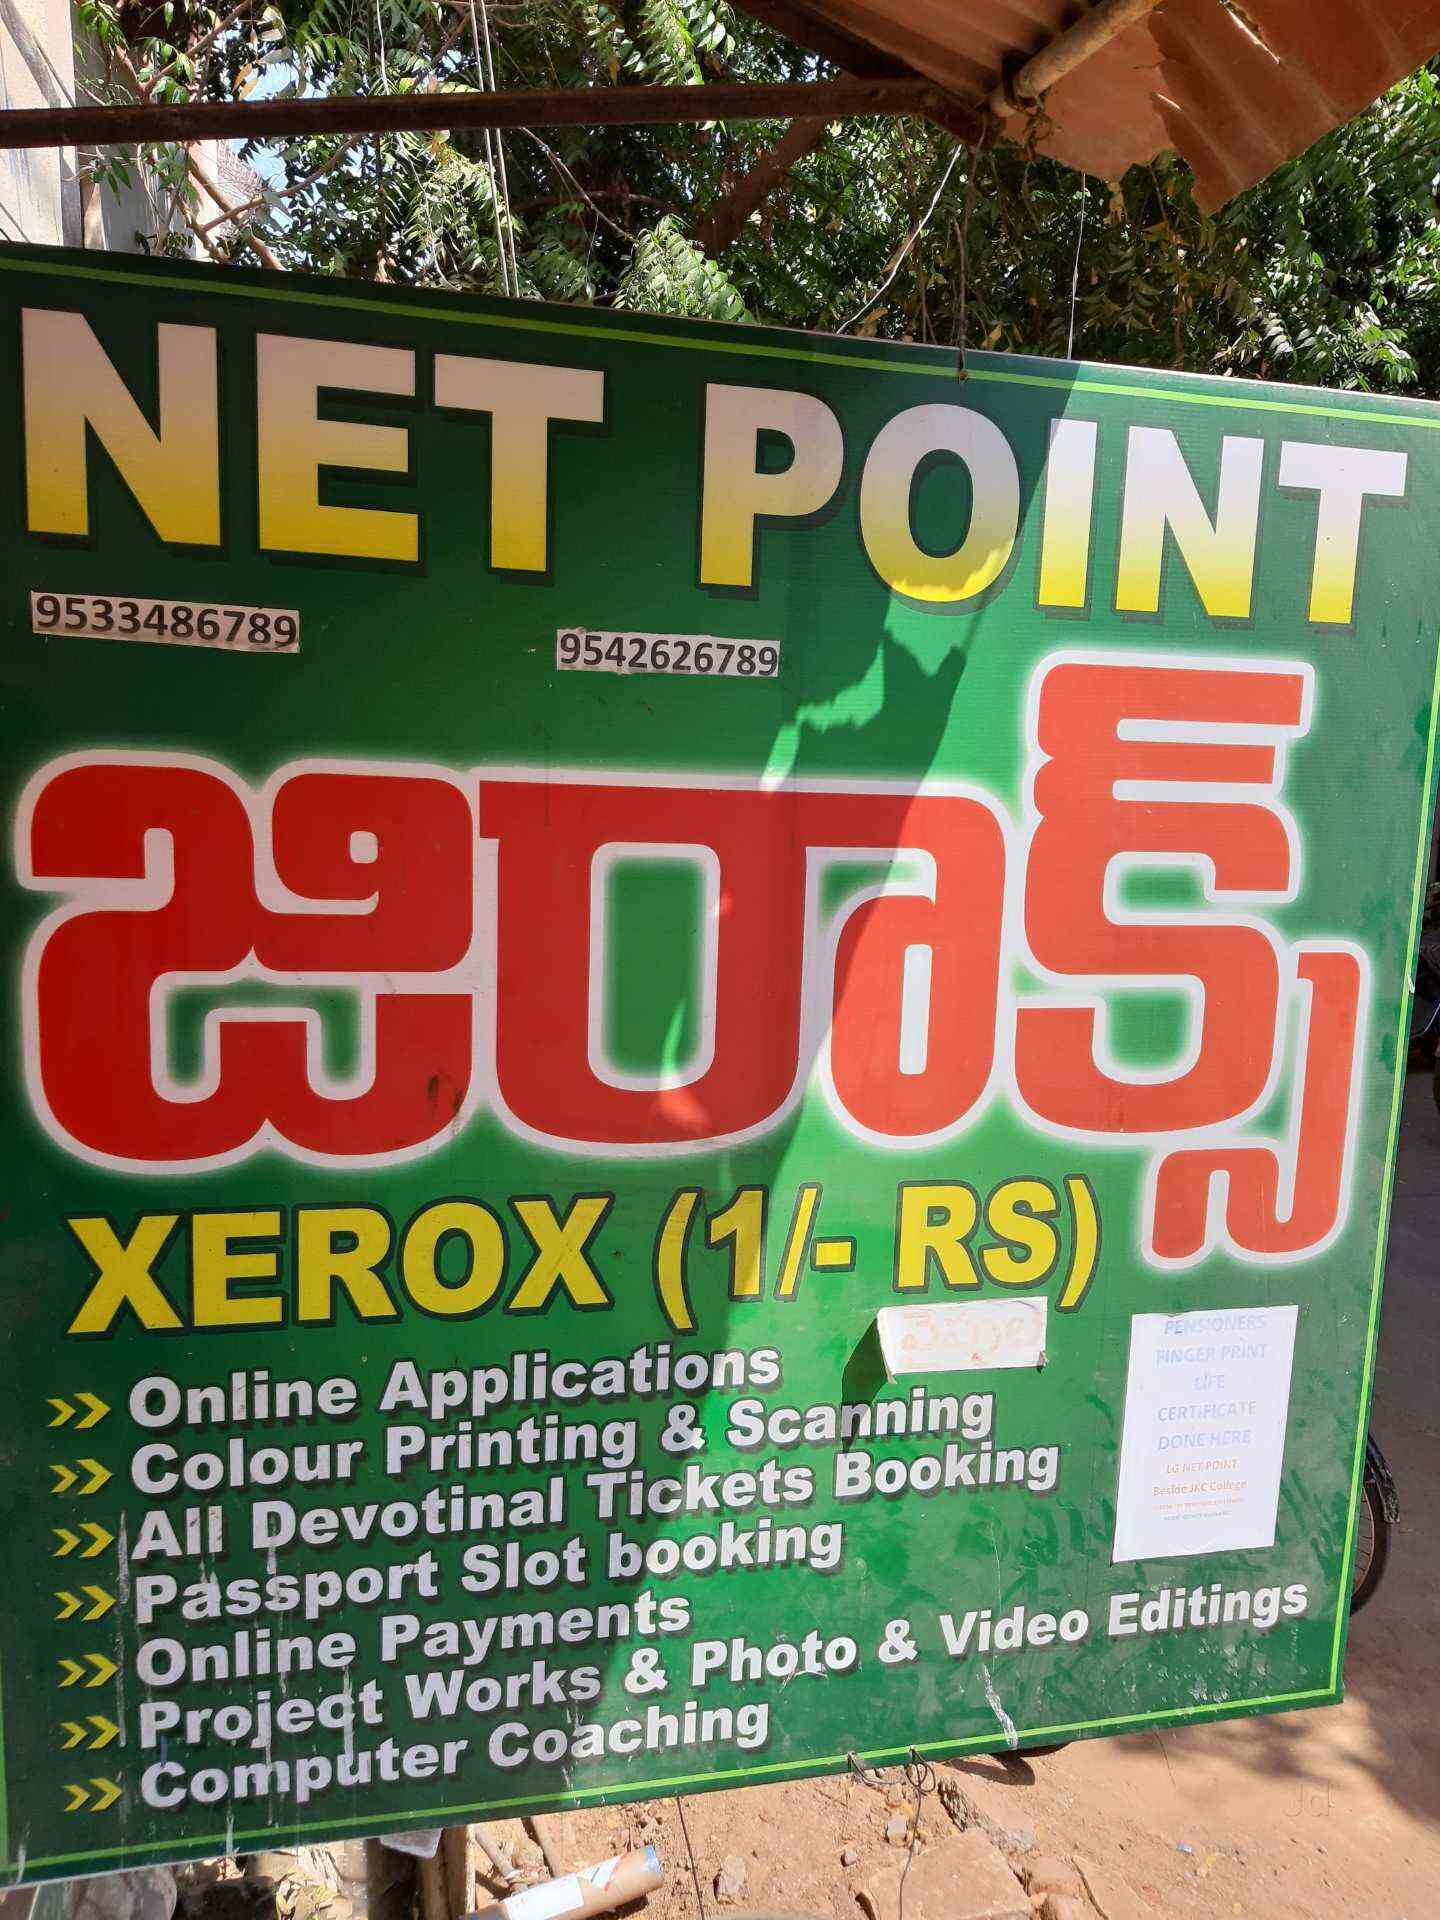 NET POINT
9533486789
9542626789
జిరాక్స్
XEROX (1/- RS)
Online Applications
Colour Printing & Scanning
All Devotinal Tickets Booking
Passport Slot booking
Online Payments
Project Works & Photo & Video Editings
Computer Coaching
PENSIONERS
FINGER PRINT
LIFE
CERTIFICATE
DONE HERE
LG NET POINT
Beside JKC College
Jd